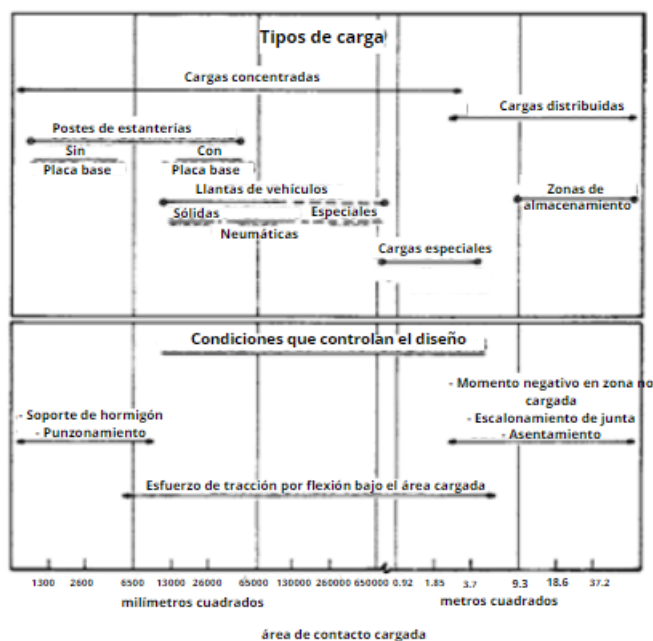 Tipos de carga
Cargas concentradas
Cargas distribuidas
Postes de estanterías
Sin
Con
Placa base
Placa base
Llantas de vehículos
Zonas de
almacenamiento
Sólidas
Especiales
Neumáticas
Cargas especiales
Condiciones que controlan el diseño
- Momento negativo en zona no
cargada
- Escalonamiento de junta
- Asentamiento
- Soporte de hormigón
- Punzonamiento
Esfuerzo de tracción por flexión bajo el área cargada
1300 2600 6500 13000 26000 65000 130000 260000 650000 0.92 1.85 3.7 9.3 18.6 37.2
milímetros cuadrados
metros cuadrados
área de contacto cargada